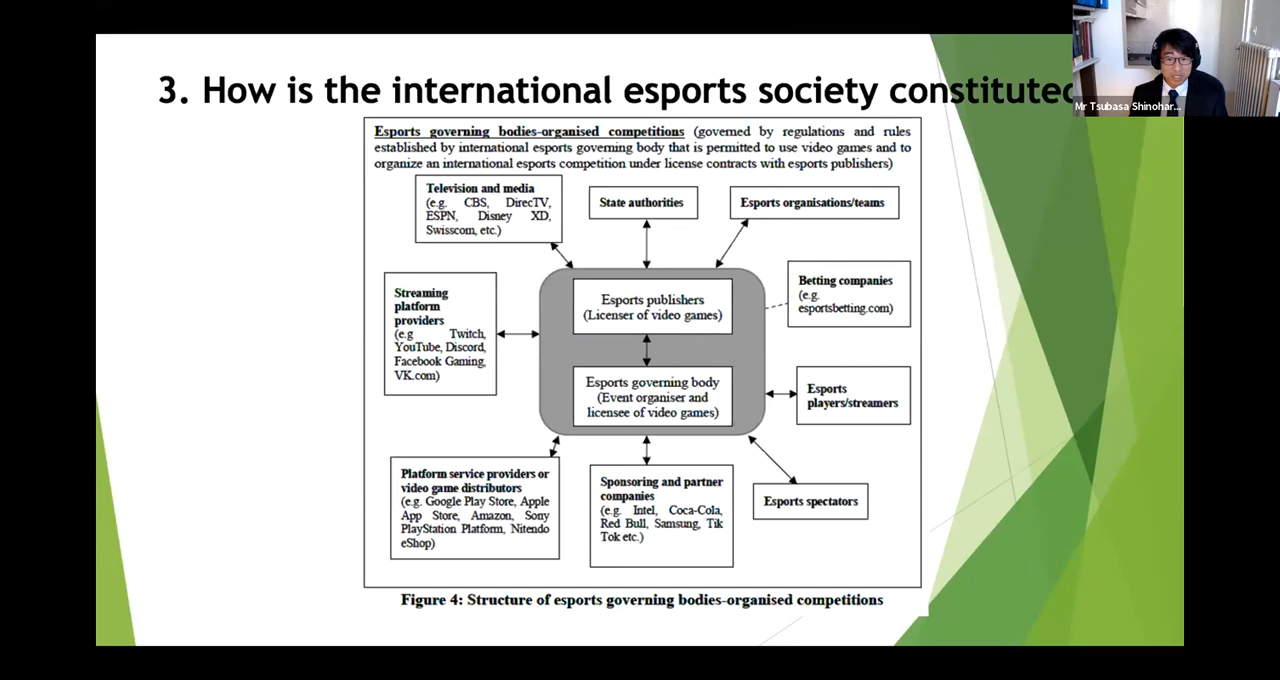 3. How is the international esports society constituted
Mr Tsubasa Shinohar...
Esports governing bodies-organised competitions (governed by regulations and rules
established by international esports governing body that is permitted to use video games and to
organize an international esports competition under license contracts with esports publishers)
Television and media
(e.g. CBS, DirecTV,
ESPN, Disney XD,
Swisscom, etc.)
State authorities
Esports organisations/teams
Streaming
platform
providers
(e.g Twitch,
YouTube, Discord,
Facebook Gaming,
VK.com)
Esports publishers
(Licenser of video games)
Betting companies
(e.g.
esportsbetting.com)
Esports governing body
(Event organiser and
licensee of video games)
Esports
players/streamers
Platform service providers or
video game distributors
(e.g. Google Play Store, Apple
App Store, Amazon, Sony
PlayStation Platform, Nitendo
eShop)
Sponsoring and partner
companies
(e.g. Intel, Coca-Cola,
Red Bull, Samsung, Tik
Tok etc.)
Esports spectators
Figure 4: Structure of esports governing bodies-organised competitions